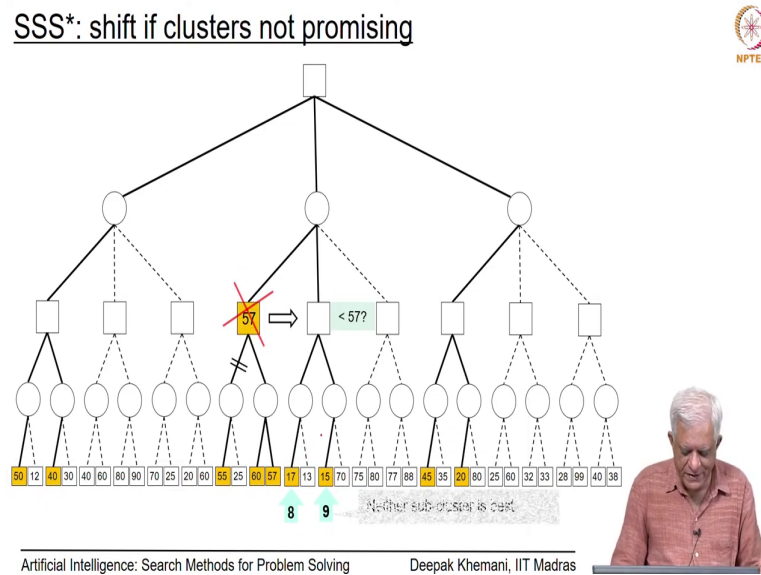 SSS*: shift if clusters not promising
NPTE
57
< 57?
50 12 40 30 40 60 80 90 70 25 20 60 55 25 60 57 17 13 15 70 75 80 77 88 45 35 20 80 25 60 32 33 28 99 40 38
8 9 Neither sub-cluster is best
Artificial Intelligence: Search Methods for Problem Solving Deepak Khemani, IIT Madras